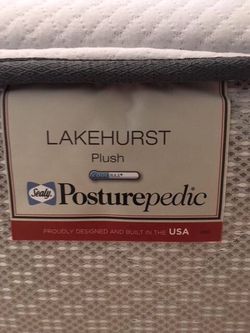 LAKEHURST
Plush
Sealy Posturepedic
PROUDLY DESIGNED AND BUILT IN THE USA